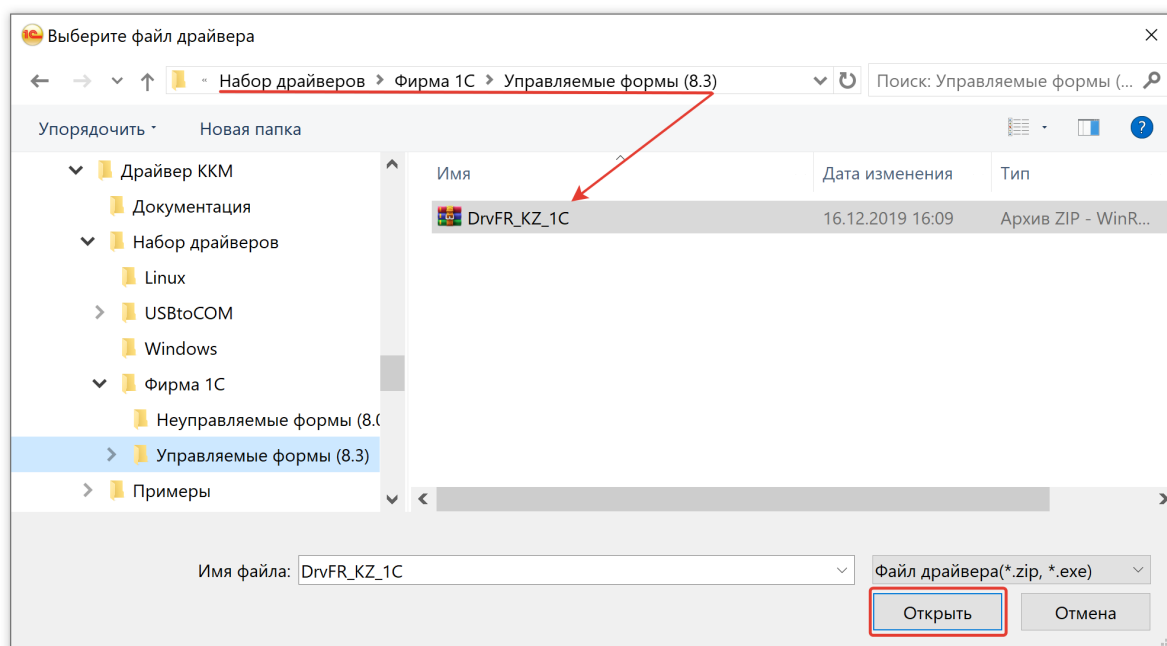 1С Выберите файл драйвера
« Набор драйверов > Фирма 1С > Управляемые формы (8.3) Поиск: Управляемые формы (...
Упорядочить Новая папка ?
Драйвер ККМ
Документация
Набор драйверов
Linux
USBtoCOM
Windows
Фирма 1С
Неуправляемые формы (8.0
Управляемые формы (8.3)
Примеры
Имя Дата изменения Тип
DrvFR_KZ_1C 16.12.2019 16:09 Архив ZIP - WinR...
Имя файла: DrvFR_KZ_1C Файл драйвера(*.zip, *.exe)
Открыть Отмена